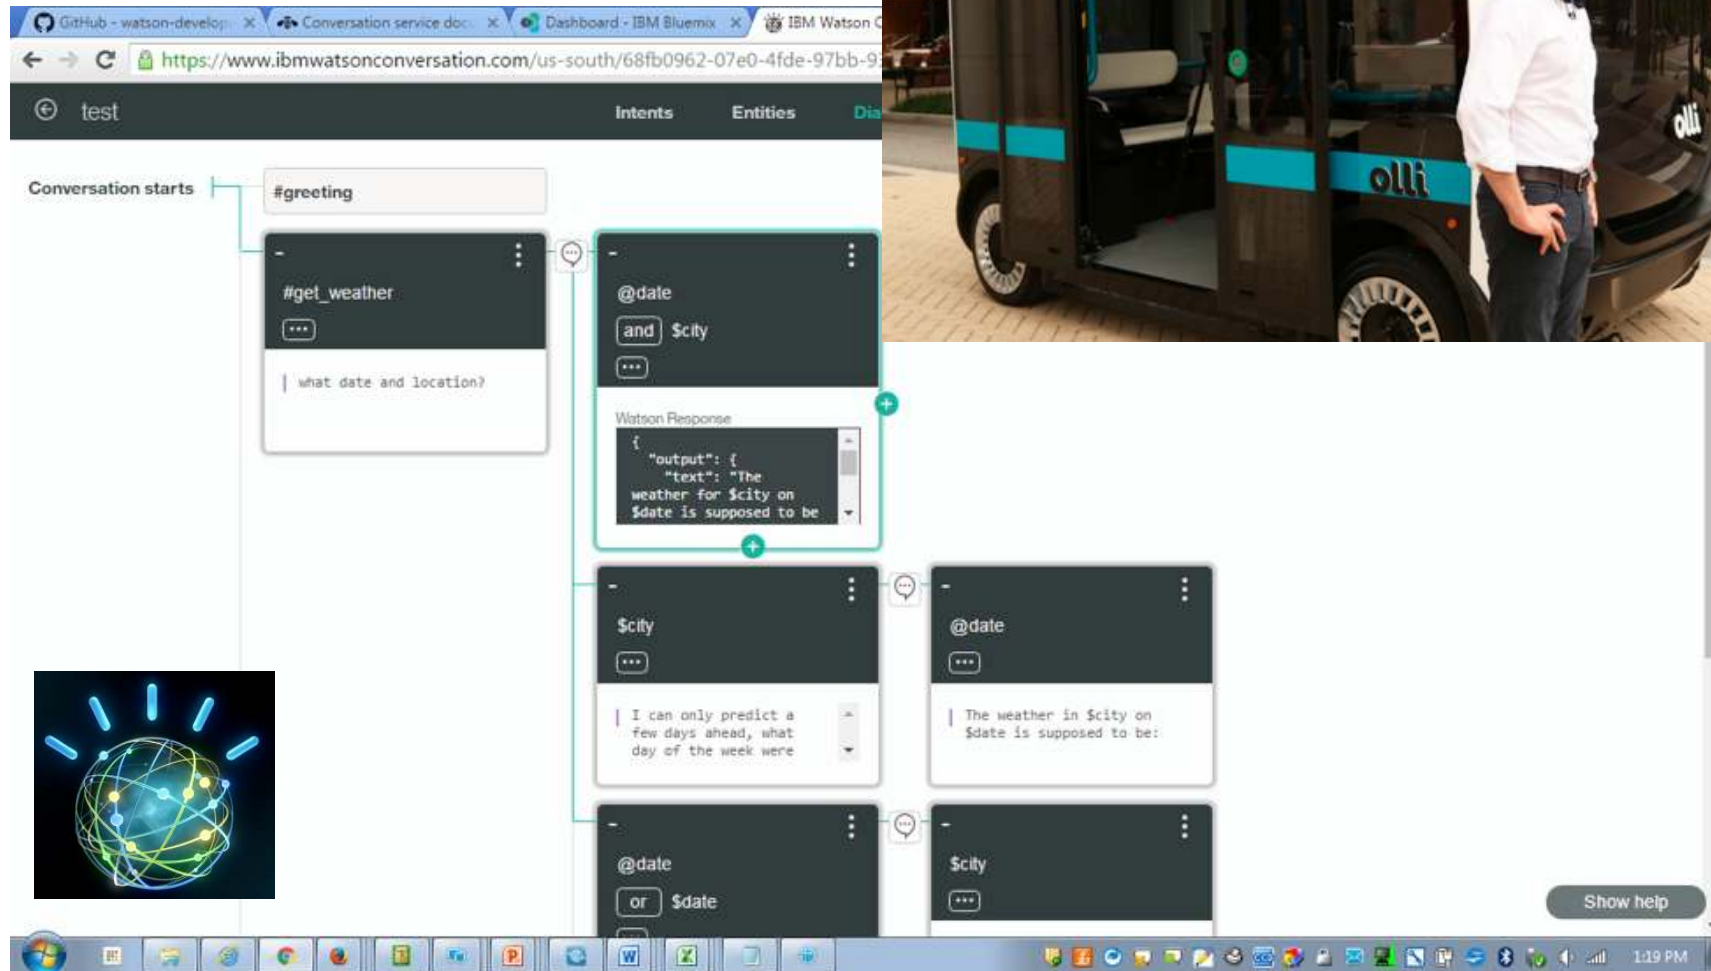 GitHub - watson-develop
Conversation service doc
Dashboard - IBM Bluemix
IBM Watson C
https://www.ibmwatsonconversation.com/us-south/68fb0962-07e0-4fde-97bb-93
test
Intents
Entities
Dia
olli
olli
Conversation starts
#greeting
#get_weather
what date and location?
@date
and $city
Watson Response
{
"output": {
"text": "The
weather for $city on
$date is supposed to be
$city
I can only predict a
few days ahead, what
day of the week were
@date
The weather in $city on
$date is supposed to be:
@date
or $date
$city
Show help
1:19 PM